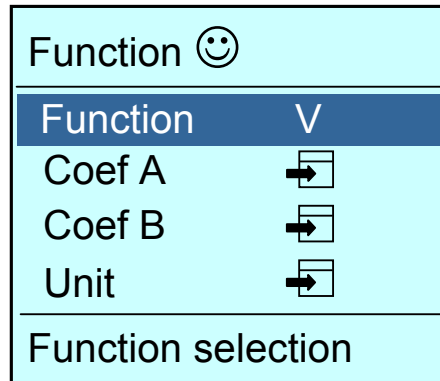 Function ☺
Function V
Coef A
Coef B
Unit
Function selection